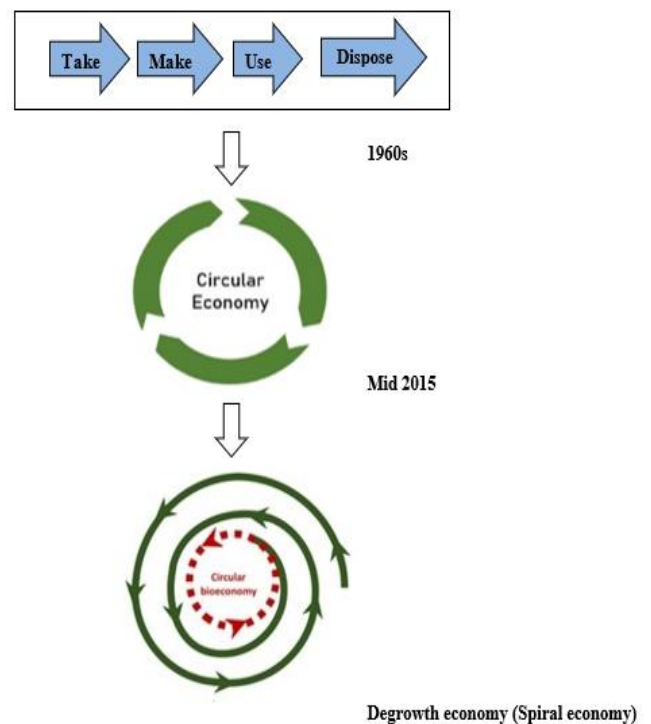 Take Make Use Dispose
1960s
Circular
Economy
Mid 2015
Circular
bioeconomy
Degrowth economy (Spiral economy)